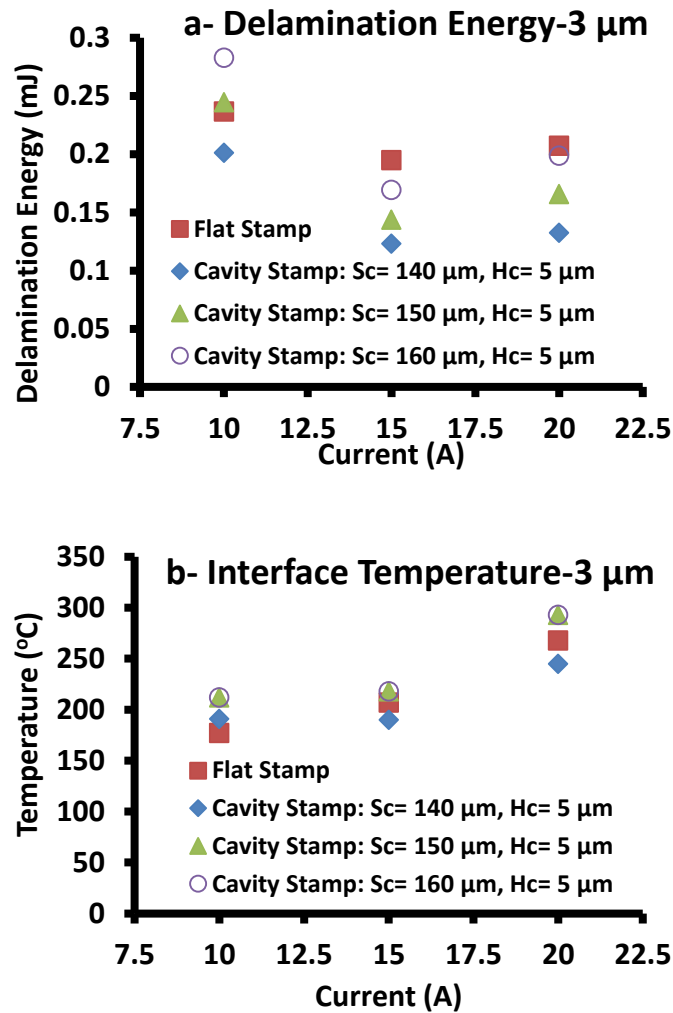 a- Delamination Energy-3 µm
Delamination Energy (mJ)
0.3
0.25
0.2
0.15
0.1
0.05
0
Flat Stamp
Cavity Stamp: Sc= 140 µm, Hc= 5 µm
Cavity Stamp: Sc= 150 µm, Hc= 5 µm
Cavity Stamp: Sc= 160 µm, Hc= 5 µm
7.5 10 12.5 15 17.5 20 22.5
Current (A)
b- Interface Temperature-3 µm
Temperature (ºC)
350
300
250
200
150
100
50
0
Flat Stamp
Cavity Stamp: Sc= 140 µm, Hc= 5 µm
Cavity Stamp: Sc= 150 µm, Hc= 5 µm
Cavity Stamp: Sc= 160 µm, Hc= 5 µm
7.5 10 12.5 15 17.5 20 22.5
Current (A)